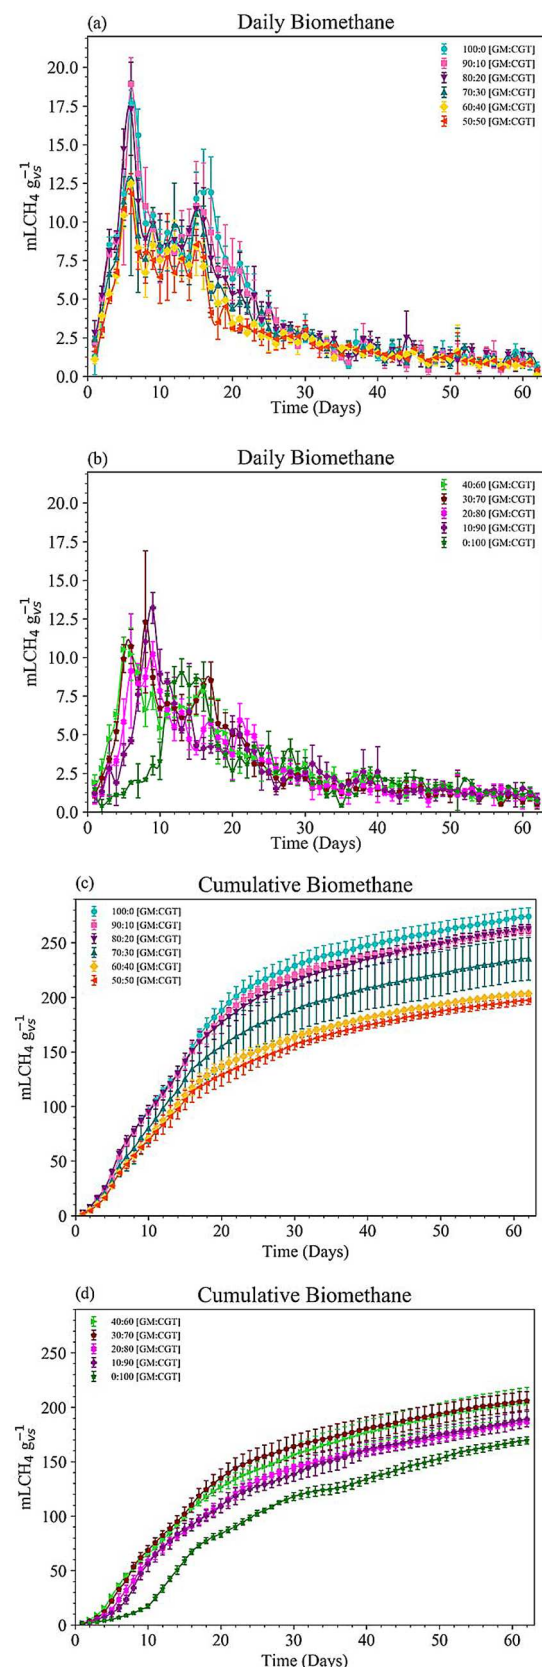 (a) Daily Biomethane
100:0 [GM:CGT]
90:10 [GM:CGT]
80:20 [GM:CGT]
70:30 [GM:CGT]
60:40 [GM:CGT]
50:50 [GM:CGT]
20.0
17.5
15.0
12.5
10.0
7.5
5.0
2.5
0.0
mLCH₄ g⁻¹vs
0 10 20 30 40 50 60
Time (Days)
(b) Daily Biomethane
40:60 [GM:CGT]
30:70 [GM:CGT]
20:80 [GM:CGT]
10:90 [GM:CGT]
0:100 [GM:CGT]
20.0
17.5
15.0
12.5
10.0
7.5
5.0
2.5
0.0
mLCH₄ g⁻¹vs
0 10 20 30 40 50 60
Time (Days)
(c) Cumulative Biomethane
100:0 [GM:CGT]
90:10 [GM:CGT]
80:20 [GM:CGT]
70:30 [GM:CGT]
60:40 [GM:CGT]
50:50 [GM:CGT]
250
200
150
100
50
0
mLCH₄ g⁻¹vs
0 10 20 30 40 50 60
Time (Days)
(d) Cumulative Biomethane
40:60 [GM:CGT]
30:70 [GM:CGT]
20:80 [GM:CGT]
10:90 [GM:CGT]
0:100 [GM:CGT]
250
200
150
100
50
0
mLCH₄ g⁻¹vs
0 10 20 30 40 50 60
Time (Days)